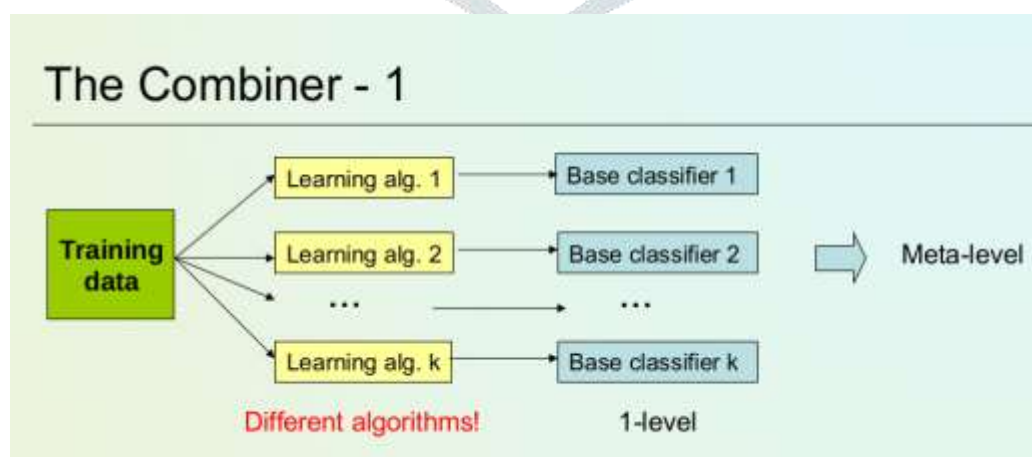 The Combiner - 1
Learning alg. 1
Base classifier 1
Training
data
Learning alg. 2
Base classifier 2
Meta-level
...
...
Learning alg. k
Base classifier k
Different algorithms!
1-level